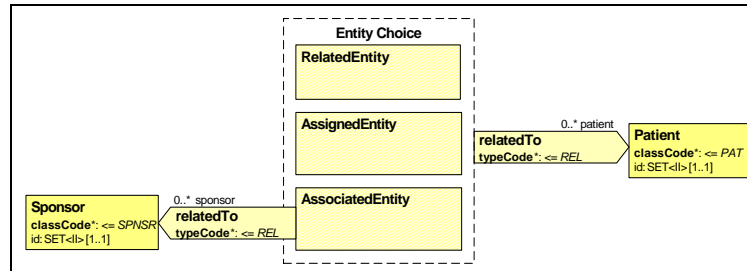 Entity Choice
RelatedEntity
AssignedEntity
0..* patient
relatedTo
typeCode*: <= REL
Patient
classCode*: <= PAT
id: SET<II> [1..1]
AssociatedEntity
0..* sponsor
relatedTo
typeCode*: <= REL
Sponsor
classCode*: <= SPNSR
id: SET<II> [1..1]